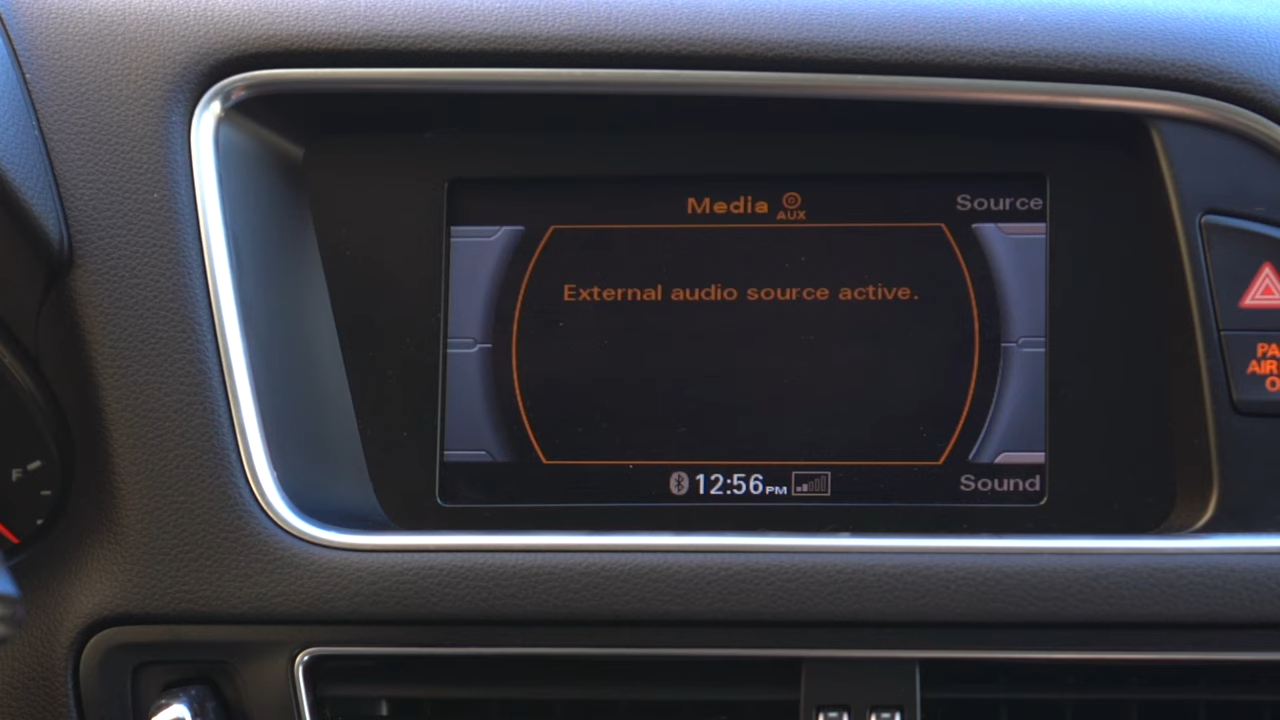 Media AUX
Source
External audio source active.
12:56PM
Sound
F